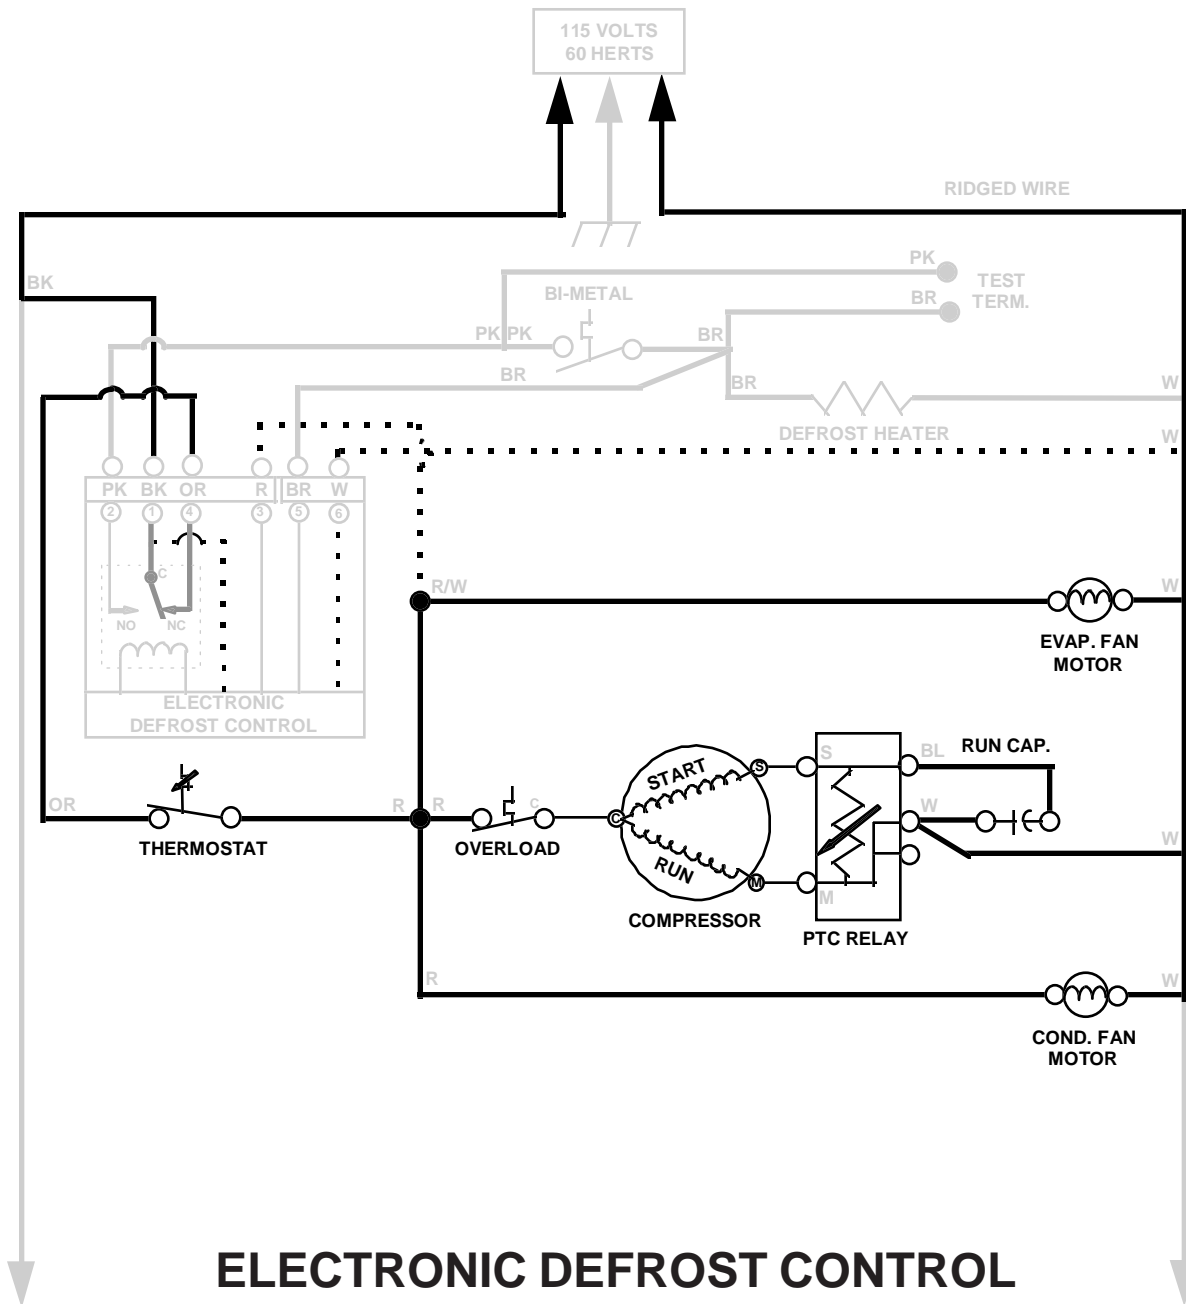 115 VOLTS
60 HERTS
RIDGED WIRE
BK
PK
TEST
TERM.
BI-METAL
BR
PK PK
BR
BR
BR
W
DEFROST HEATER
W
PK BK OR R BR W
2 1 4 3 5 6
C
NO NC
R/W
W
EVAP. FAN
MOTOR
ELECTRONIC
DEFROST CONTROL
S BL RUN CAP.
START S
OR R R C C W
W
THERMOSTAT OVERLOAD
RUN M M
COMPRESSOR
PTC RELAY
R W
COND. FAN
MOTOR
ELECTRONIC DEFROST CONTROL